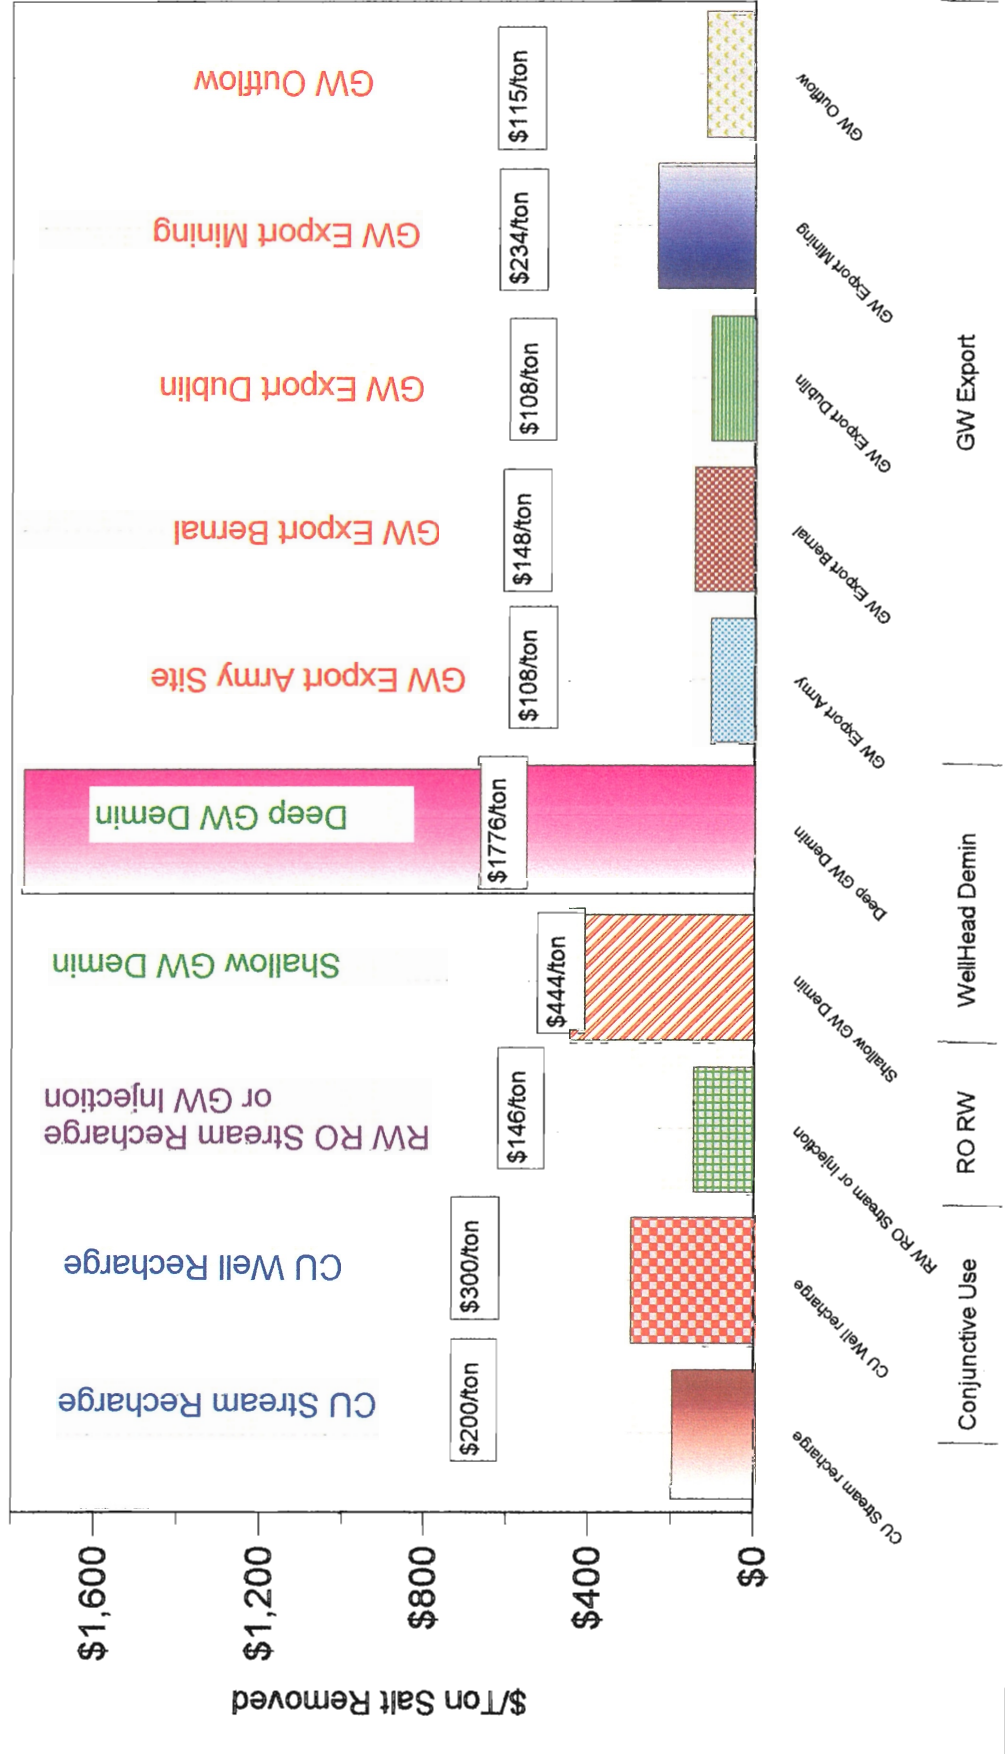 $/Ton Salt Removed
$1,600
$1,200
$800
$400
$0
CU Stream Recharge
CU Well Recharge
RW RO Stream Recharge
or GW Injection
Shallow GW Demin
Deep GW Demin
GW Export Army Site
GW Export Bernal
GW Export Dublin
GW Export Mining
GW Outflow
$200/ton
$300/ton
$146/ton
$444/ton
$1776/ton
$108/ton
$148/ton
$108/ton
$234/ton
$115/ton
CU Stream recharge
CU Well recharge
RW RO Stream or Injection
Shallow GW Demin
Deep GW Demin
GW Export Army
GW Export Bernal
GW Export Dublin
GW Export Mining
GW Outflow
Conjunctive Use
RO RW
WellHead Demin
GW Export